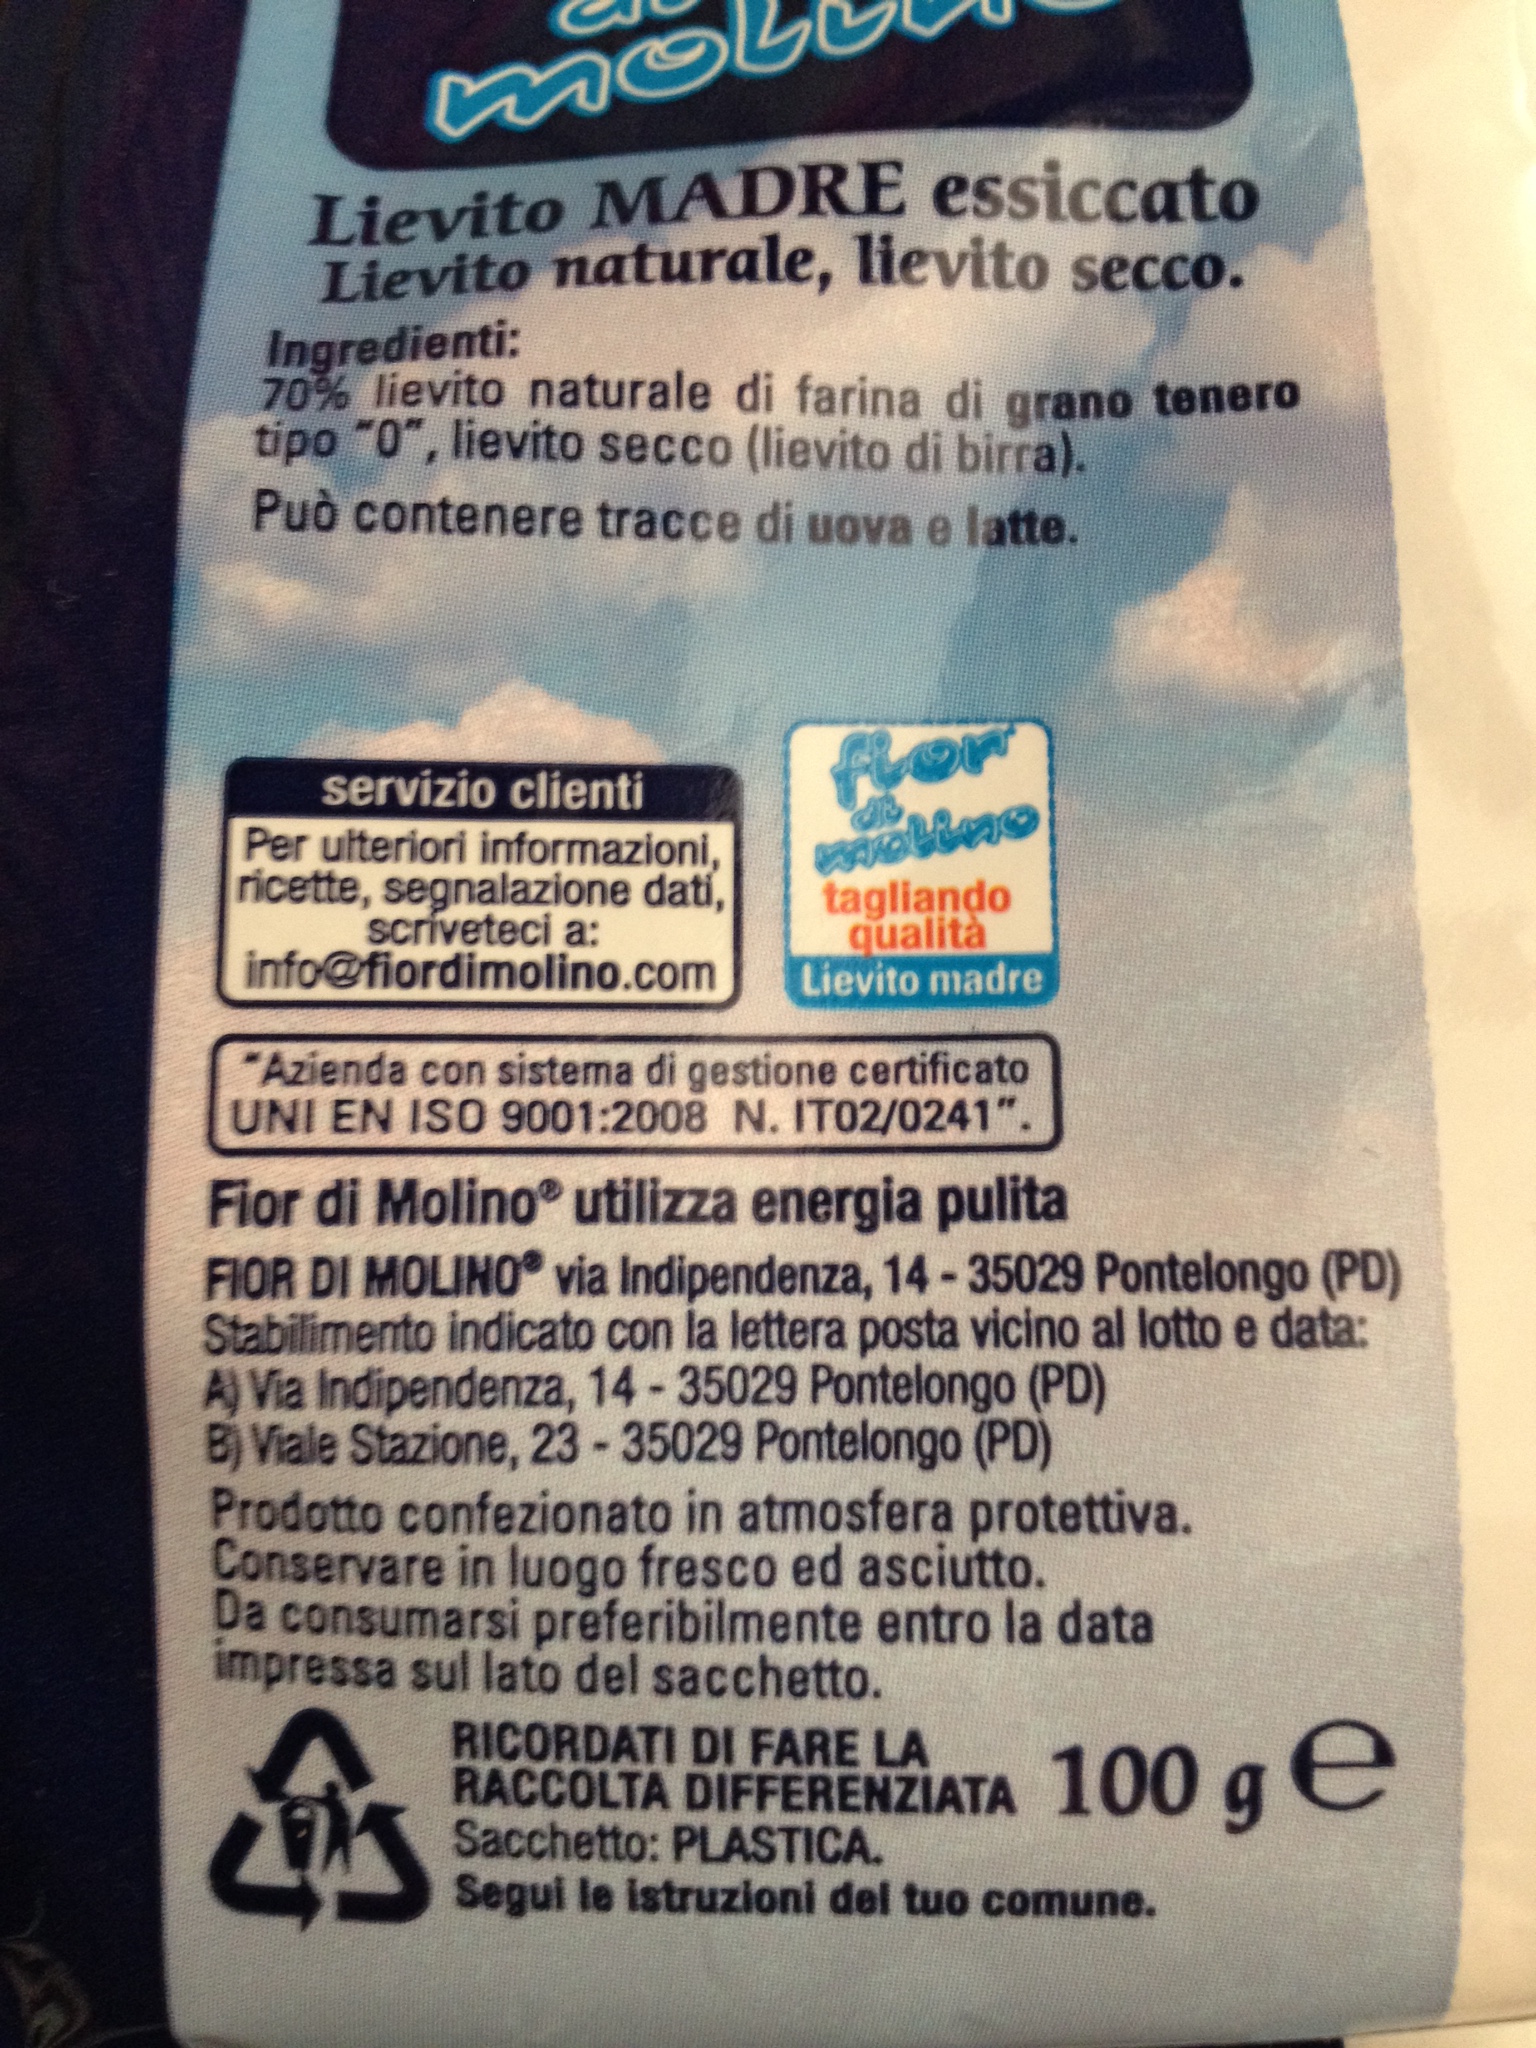 di
molino
Lievito MADRE essiccato
Lievito naturale, lievito secco.
Ingredienti:
70% lievito naturale di farina di grano tenero
tipo "0", lievito secco (lievito di birra).
Può contenere tracce di uova e latte.
servizio clienti
Per ulteriori informazioni,
ricette, segnalazione dati,
scriveteci a:
info@fiordimolino.com
fior
di
molino
tagliando
qualità
Lievito madre
"Azienda con sistema di gestione certificato
UNI EN ISO 9001:2008 N. IT02/0241".
Fior di Molino® utilizza energia pulita
FIOR DI MOLINO® via Indipendenza, 14 - 35029 Pontelongo (PD)
Stabilimento indicato con la lettera posta vicino al lotto e data:
A) Via Indipendenza, 14 - 35029 Pontelongo (PD)
B) Viale Stazione, 23 - 35029 Pontelongo (PD)
Prodotto confezionato in atmosfera protettiva.
Conservare in luogo fresco ed asciutto.
Da consumarsi preferibilmente entro la data
impressa sul lato del sacchetto.
RICORDATI DI FARE LA
RACCOLTA DIFFERENZIATA
Sacchetto: PLASTICA.
Segui le istruzioni del tuo comune.
100 g e